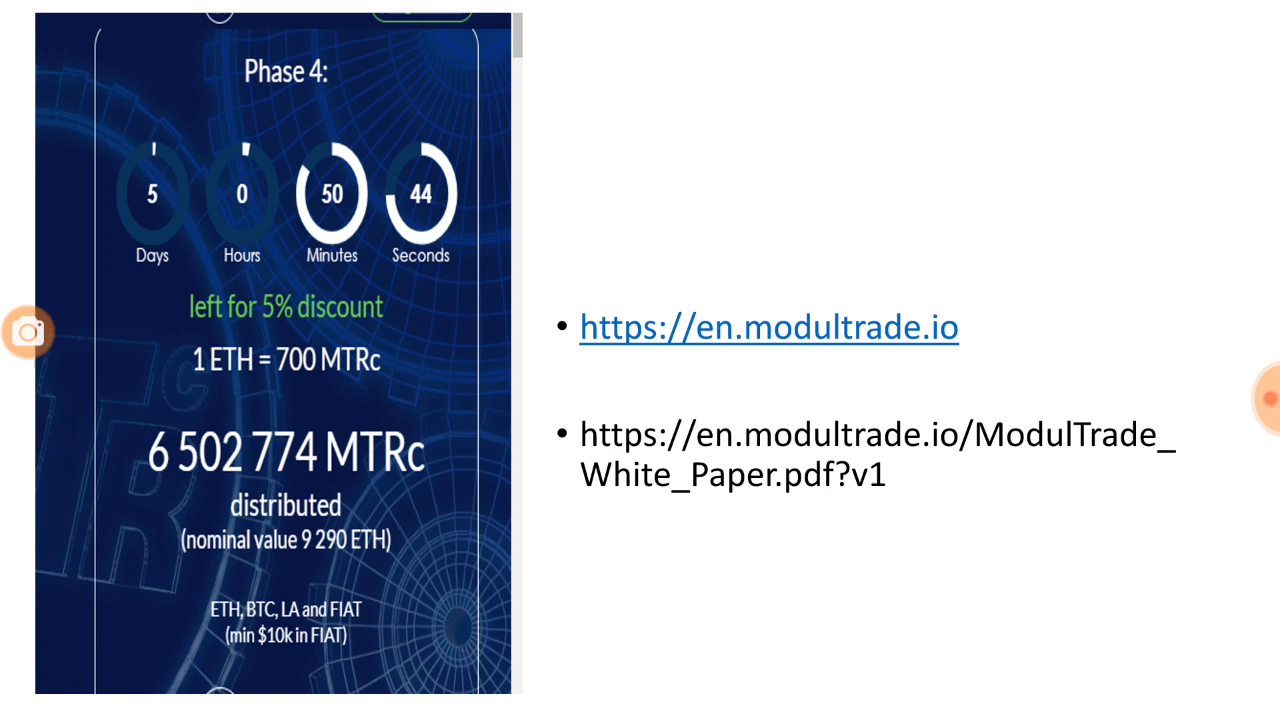 Phase 4:
5 0 50 44
Days Hours Minutes Seconds
left for 5% discount
1 ETH = 700 MTRc
6 502 774 MTRc
distributed
(nominal value 9 290 ETH)
ETH, BTC, LA and FIAT
(min $10k in FIAT)
• https://en.modultrade.io
• https://en.modultrade.io/ModulTrade_
White_Paper.pdf?v1